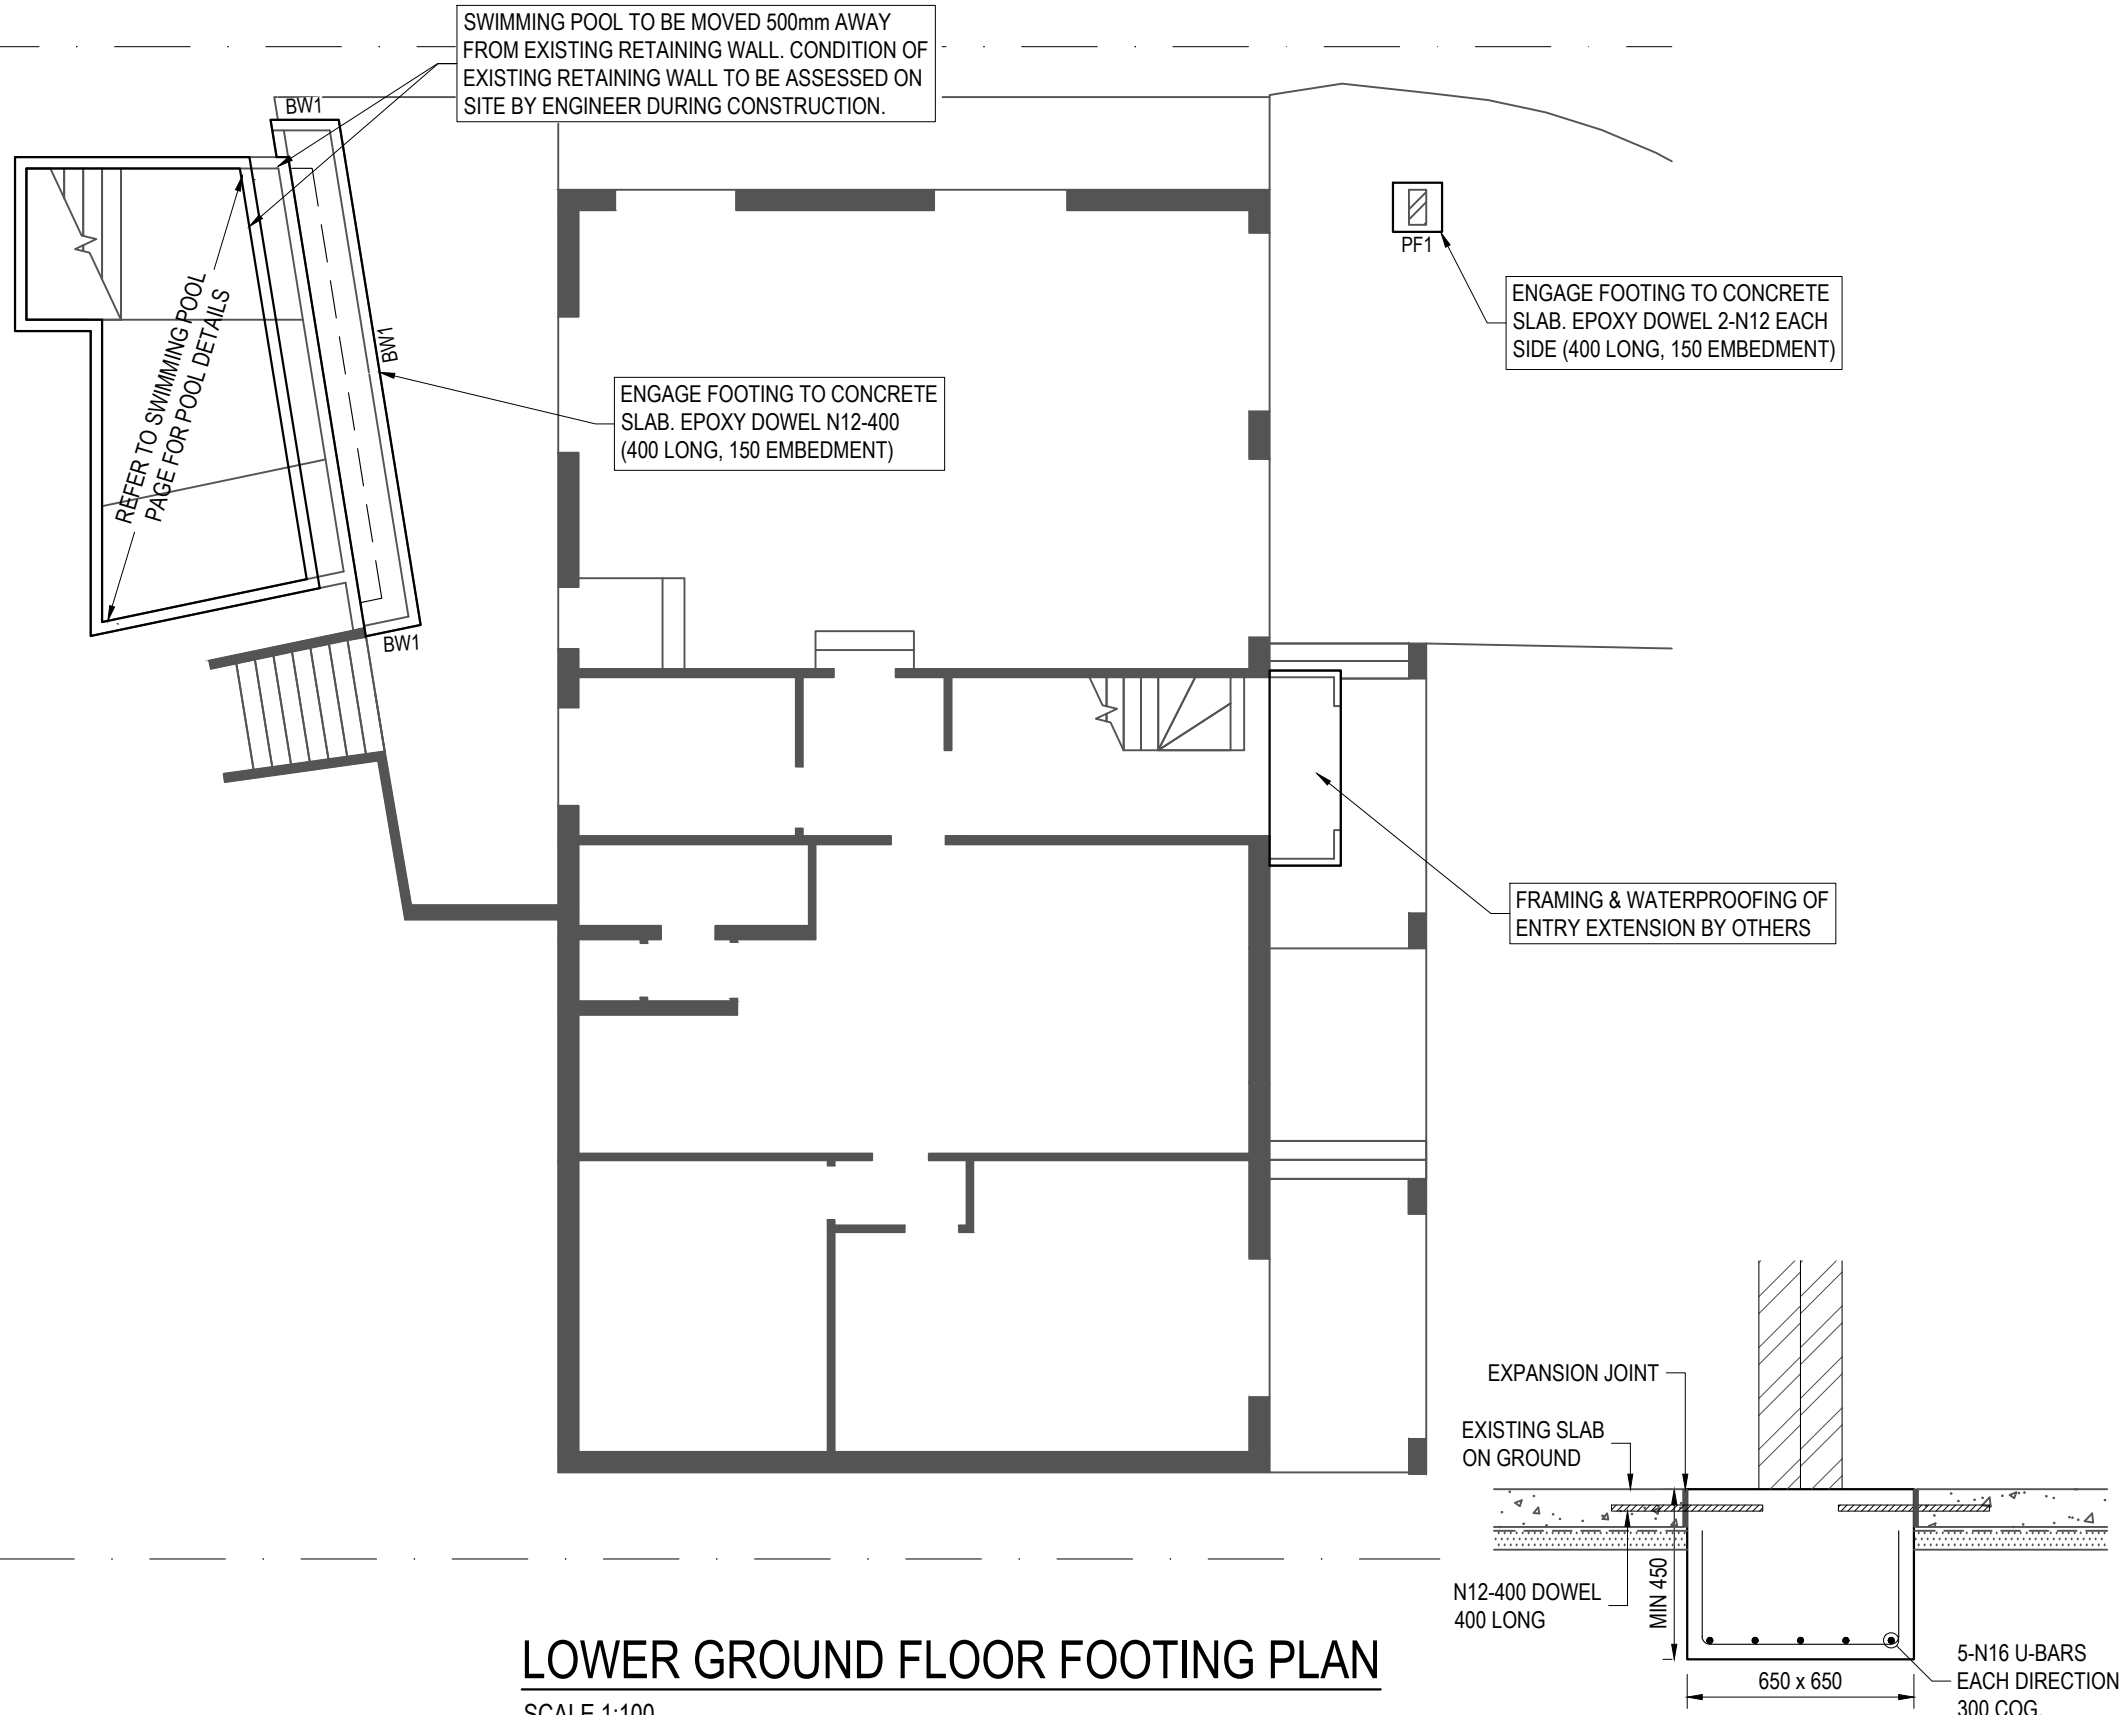 SWIMMING POOL TO BE MOVED 500mm AWAY
FROM EXISTING RETAINING WALL. CONDITION OF
EXISTING RETAINING WALL TO BE ASSESSED ON
SITE BY ENGINEER DURING CONSTRUCTION.
BW1
PF1
ENGAGE FOOTING TO CONCRETE
SLAB. EPOXY DOWEL 2-N12 EACH
SIDE (400 LONG, 150 EMBEDMENT)
REFER TO SWIMMING POOL
PAGE FOR POOL DETAILS
BW1
ENGAGE FOOTING TO CONCRETE
SLAB. EPOXY DOWEL N12-400
(400 LONG, 150 EMBEDMENT)
BW1
FRAMING & WATERPROOFING OF
ENTRY EXTENSION BY OTHERS
EXPANSION JOINT
EXISTING SLAB
ON GROUND
N12-400 DOWEL
400 LONG
MIN 450
650 x 650
5-N16 U-BARS
EACH DIRECTION
300 COG.
LOWER GROUND FLOOR FOOTING PLAN
SCALE 1:100